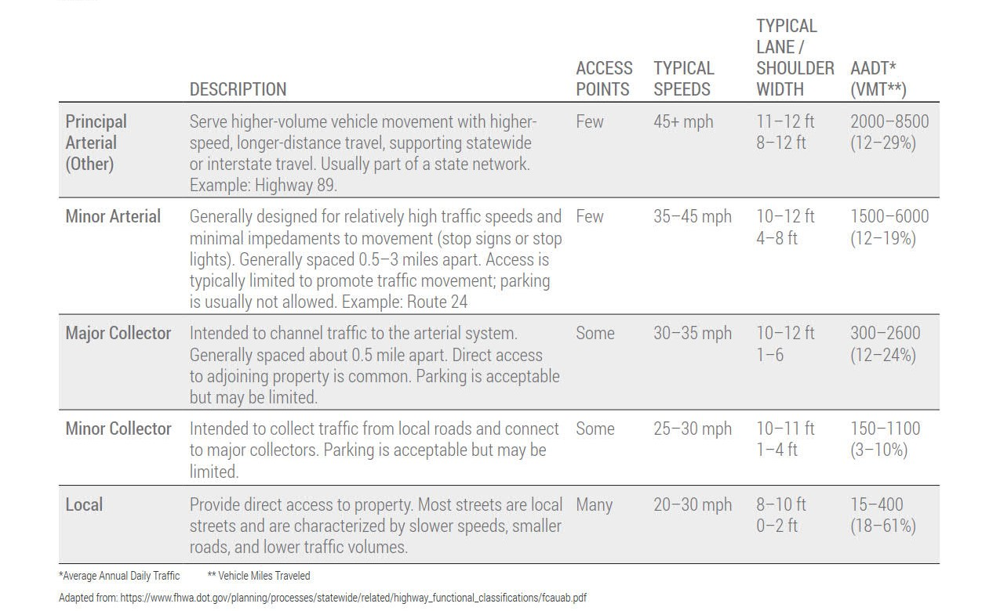 DESCRIPTION
ACCESS
POINTS
TYPICAL
SPEEDS
TYPICAL
LANE /
SHOULDER
WIDTH
AADT*
(VMT**)
Principal
Arterial
(Other)
Serve higher-volume vehicle movement with higher-
speed, longer-distance travel, supporting statewide
or interstate travel. Usually part of a state network.
Example: Highway 89.
Few
45+ mph
11–12 ft
8–12 ft
2000–8500
(12–29%)
Minor Arterial
Generally designed for relatively high traffic speeds and
minimal impedaments to movement (stop signs or stop
lights). Generally spaced 0.5–3 miles apart. Access is
typically limited to promote traffic movement; parking
is usually not allowed. Example: Route 24
Few
35–45 mph
10–12 ft
4–8 ft
1500–6000
(12–19%)
Major Collector
Intended to channel traffic to the arterial system.
Generally spaced about 0.5 mile apart. Direct access
to adjoining property is common. Parking is acceptable
but may be limited.
Some
30–35 mph
10–12 ft
1–6
300–2600
(12–24%)
Minor Collector
Intended to collect traffic from local roads and connect
to major collectors. Parking is acceptable but may be
limited.
Some
25–30 mph
10–11 ft
1–4 ft
150–1100
(3–10%)
Local
Provide direct access to property. Most streets are local
streets and are characterized by slower speeds, smaller
roads, and lower traffic volumes.
Many
20–30 mph
8–10 ft
0–2 ft
15–400
(18–61%)
*Average Annual Daily Traffic ** Vehicle Miles Traveled
Adapted from: https://www.fhwa.dot.gov/planning/processes/statewide/related/highway_functional_classifications/fcauab.pdf